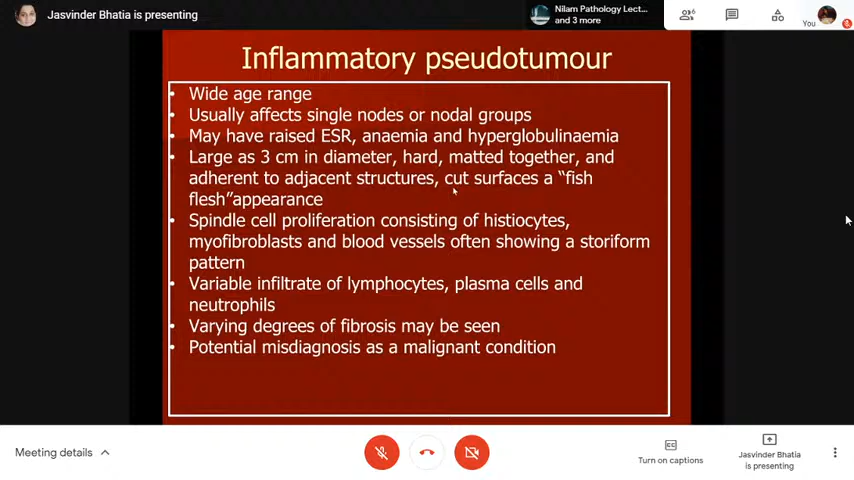 Jasvinder Bhatia is presenting
Nilam Pathology Lect...
and 3 more
6
You
Inflammatory pseudotumour
• Wide age range
• Usually affects single nodes or nodal groups
• May have raised ESR, anaemia and hyperglobulinaemia
• Large as 3 cm in diameter, hard, matted together, and
adherent to adjacent structures, cut surfaces a “fish
flesh”appearance
• Spindle cell proliferation consisting of histiocytes,
myofibroblasts and blood vessels often showing a storiform
pattern
• Variable infiltrate of lymphocytes, plasma cells and
neutrophils
• Varying degrees of fibrosis may be seen
• Potential misdiagnosis as a malignant condition
Meeting details
Turn on captions
Jasvinder Bhatia
is presenting